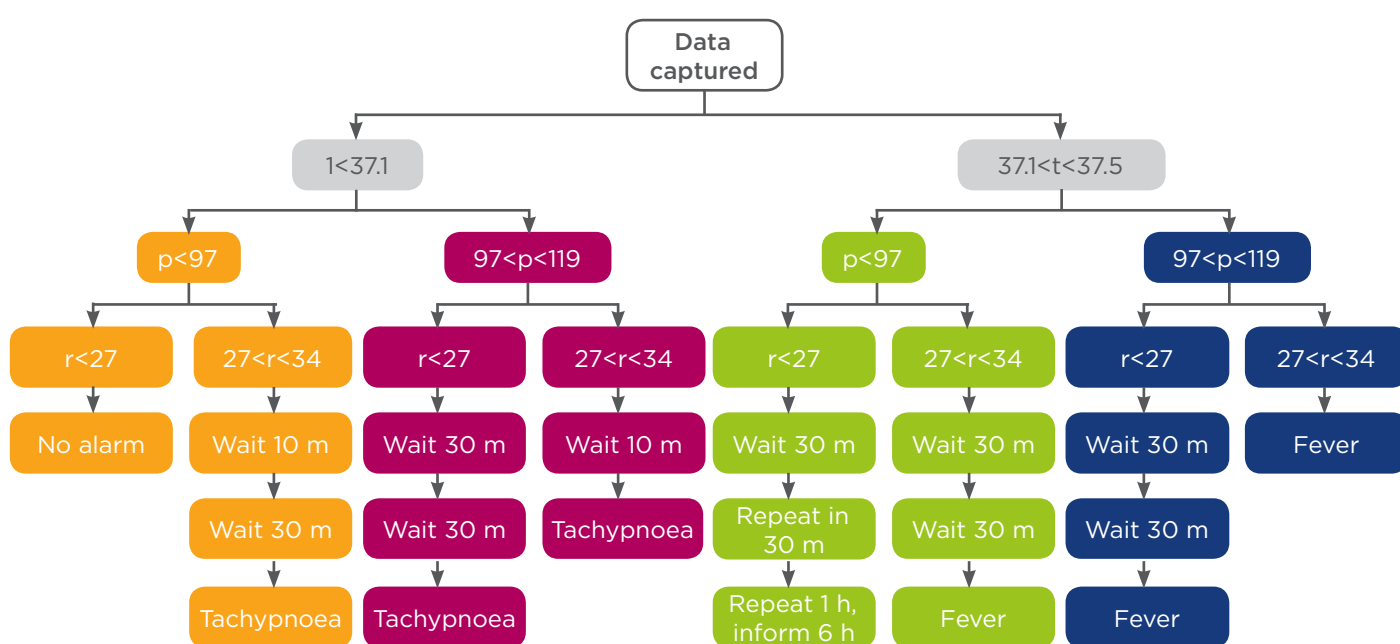 Data
captured
1<37.1
37.1<t<37.5
p<97
97<p<119
p<97
97<p<119
r<27
27<r<34
r<27
27<r<34
r<27
27<r<34
r<27
27<r<34
No alarm
Wait 10 m
Wait 30 m
Wait 10 m
Wait 30 m
Wait 30 m
Wait 30 m
Fever
Wait 30 m
Wait 30 m
Tachypnoea
Repeat in
30 m
Wait 30 m
Wait 30 m
Tachypnoea
Tachypnoea
Repeat 1 h,
inform 6 h
Fever
Fever